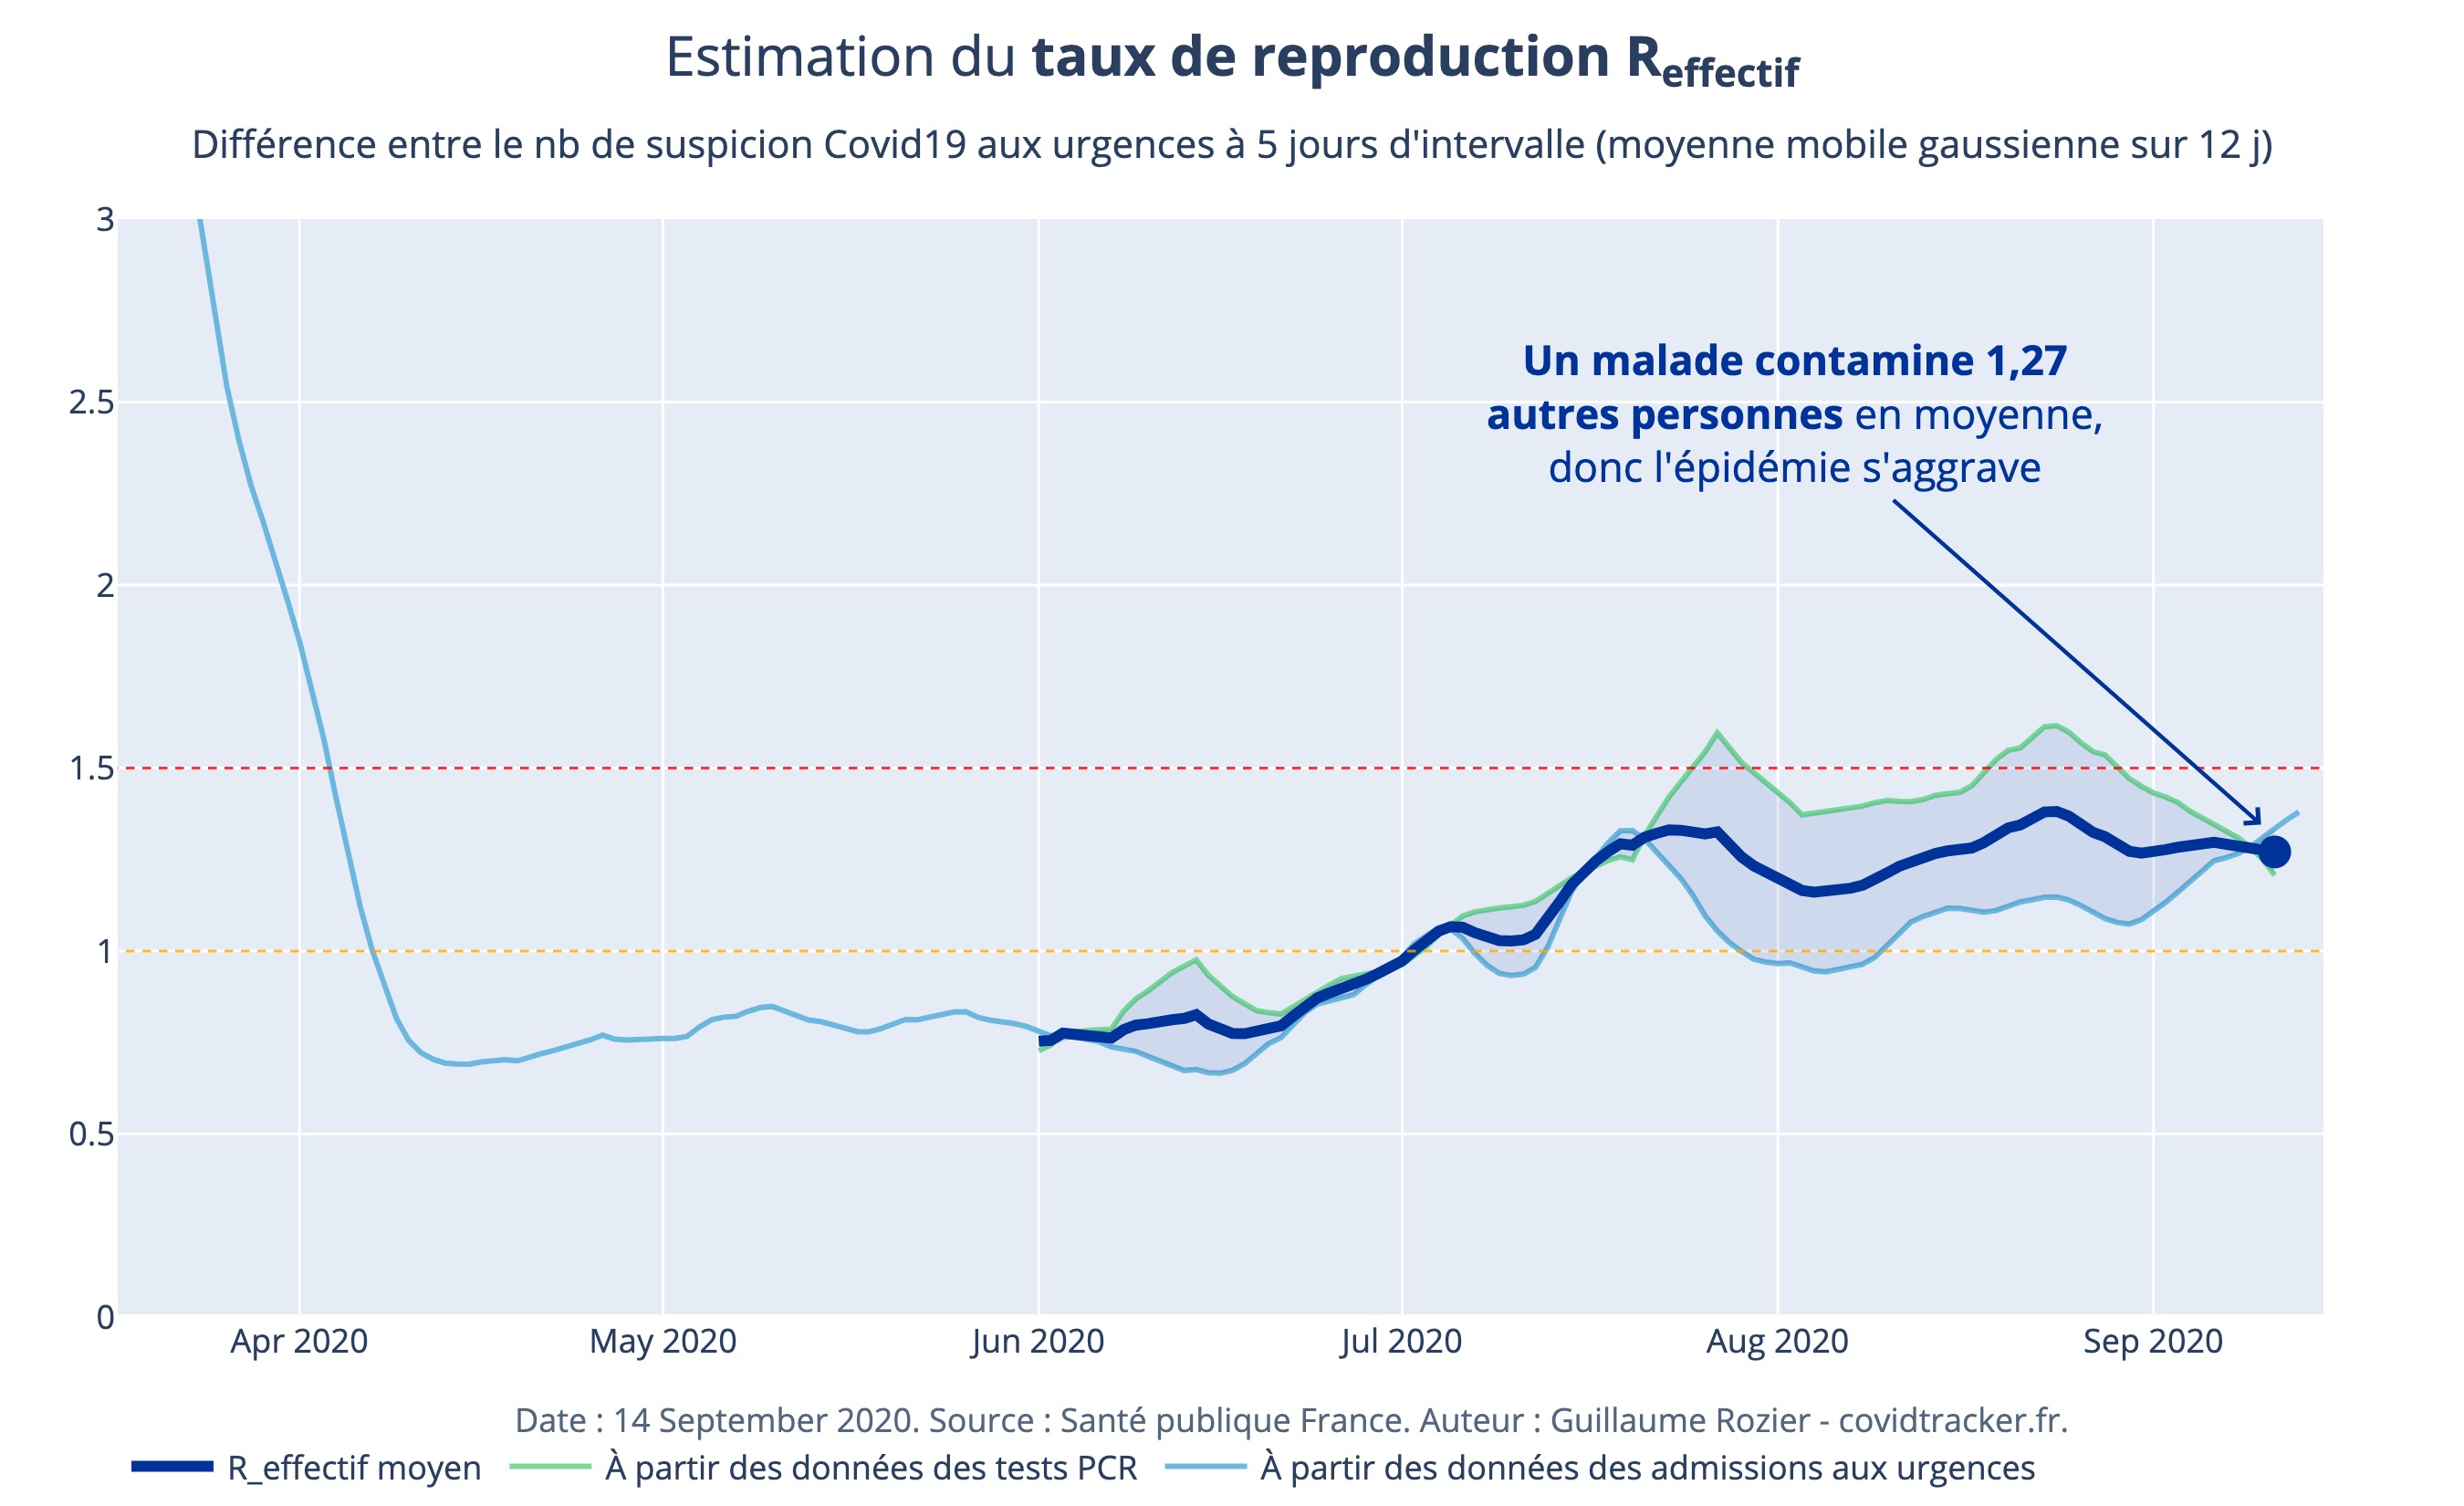 Estimation du taux de reproduction Reffectif
Différence entre le nb de suspicion Covid19 aux urgences à 5 jours d'intervalle (moyenne mobile gaussienne sur 12 j)
3
2.5
2
1.5
1
0.5
0
Un malade contamine 1,27
autres personnes en moyenne,
donc l'épidémie s'aggrave
Apr 2020 May 2020 Jun 2020 Jul 2020 Aug 2020 Sep 2020
Date : 14 September 2020. Source : Santé publique France. Auteur : Guillaume Rozier - covidtracker.fr.
R_effectif moyen À partir des données des tests PCR À partir des données des admissions aux urgences